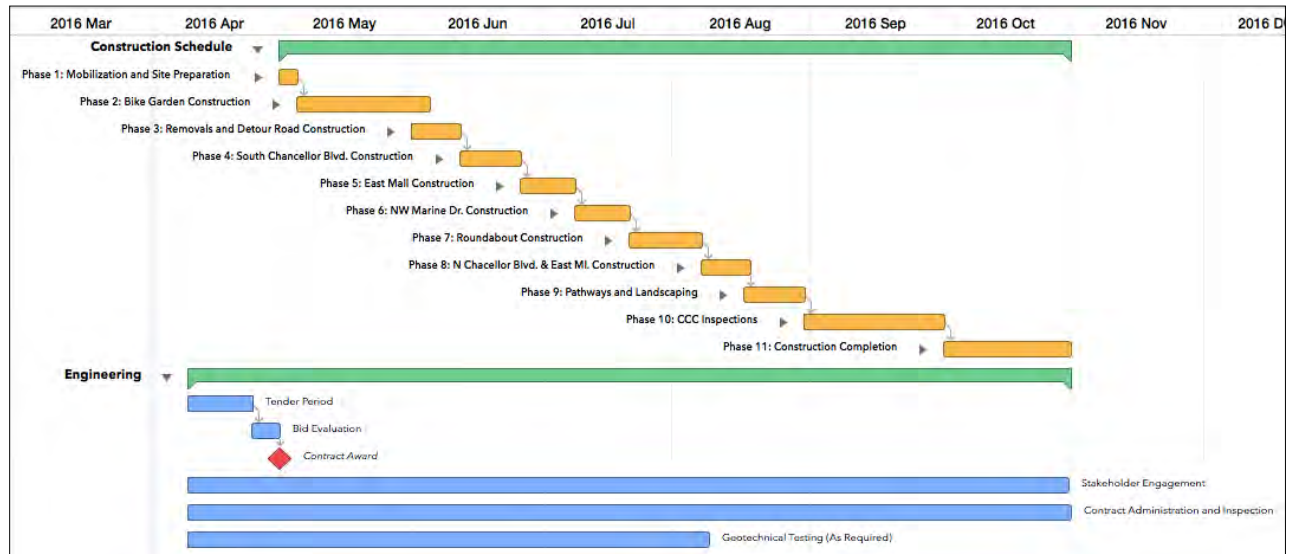 2016 Mar 2016 Apr 2016 May 2016 Jun 2016 Jul 2016 Aug 2016 Sep 2016 Oct 2016 Nov 2016
Construction Schedule
Phase 1: Mobilization and Site Preparation
Phase 2: Bike Garden Construction
Phase 3: Removals and Detour Road Construction
Phase 4: South Chancellor Blvd. Construction
Phase 5: East Mall Construction
Phase 6: NW Marine Dr. Construction
Phase 7: Roundabout Construction
Phase 8: N Chacellor Blvd. & East Ml. Construction
Phase 9: Pathways and Landscaping
Phase 10: CCC Inspections
Phase 11: Construction Completion
Engineering
Tender Period
Bid Evaluation
Contract Award
Stakeholder Engagement
Contract Administration and Inspection
Geotechnical Testing (As Required)